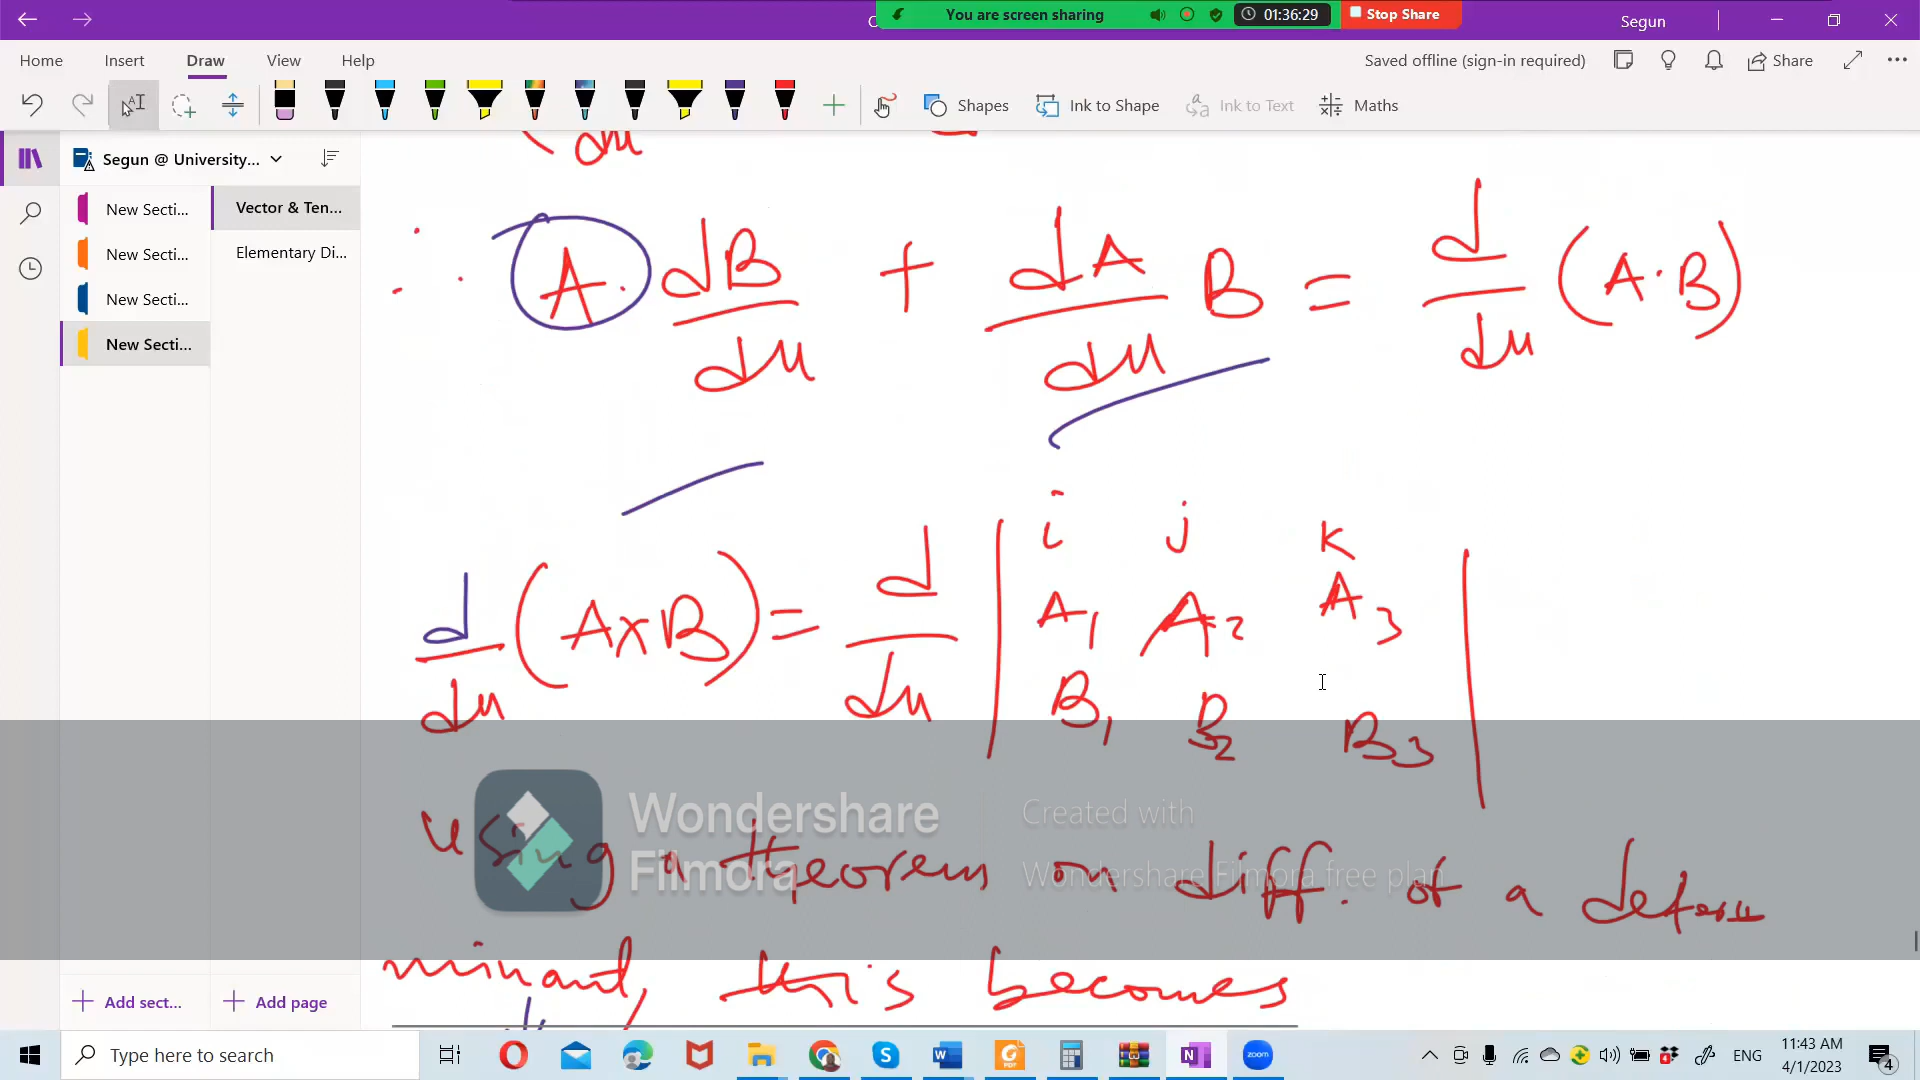 You are screen sharing 01:36:29 Stop Share
Segun
Home Insert Draw View Help Saved offline (sign-in required) Share
Shapes Ink to Shape Ink to Text Maths
Segun @ University...
New Secti... Vector & Ten...
New Secti... Elementary Di...
New Secti...
New Secti...
du
∴ A. dB/du + dA/du B = d/du (A·B)
d/du (A×B) = d/du | i j k
A1 A2 A3
B1 B2 B3 |
Wondershare Filmora
Created with
Wondershare Filmora free plan
using a theorem on diff. of a deter
minant, this becomes
Add sect... Add page
Type here to search
ENG
11:43 AM
4/1/2023
4
zoom